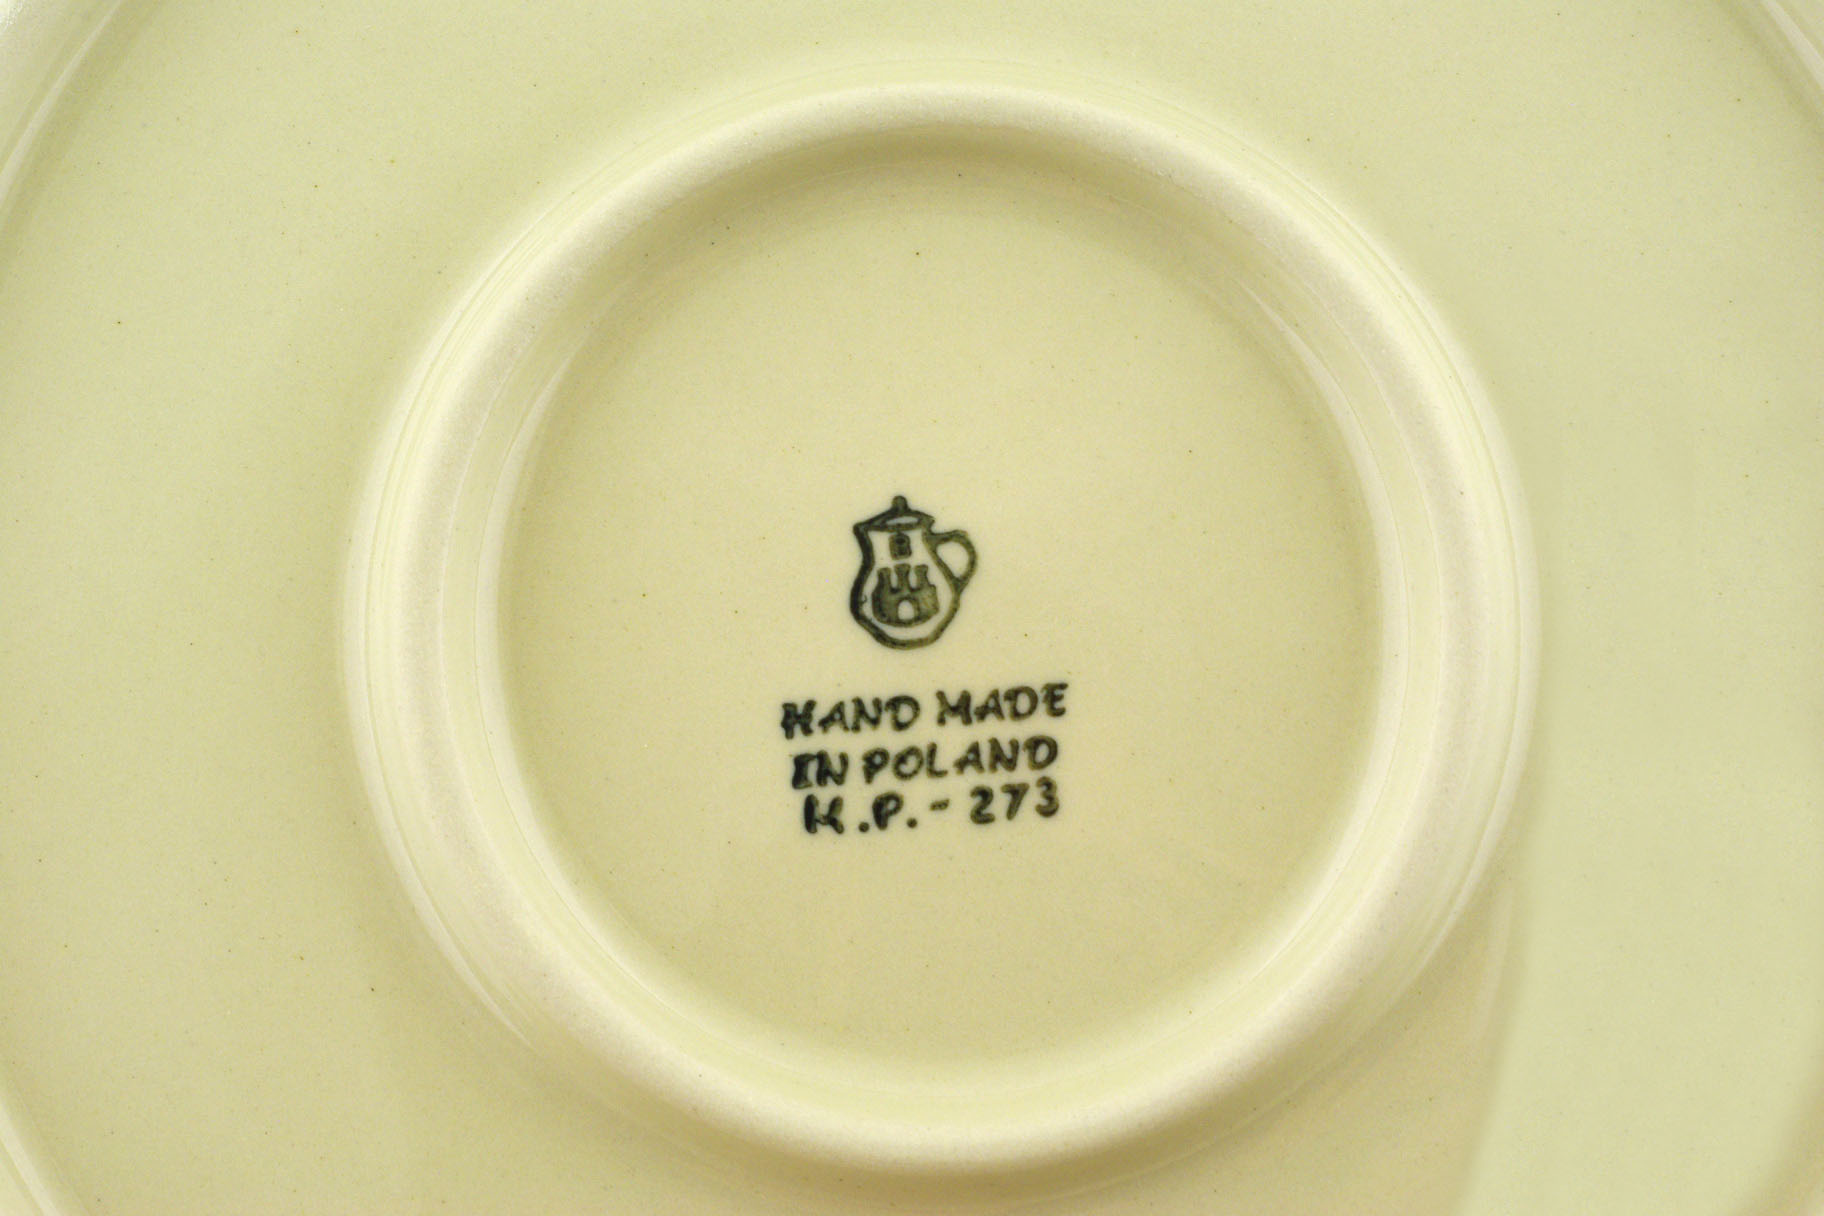 HAND MADE
IN POLAND
H.P. - 273